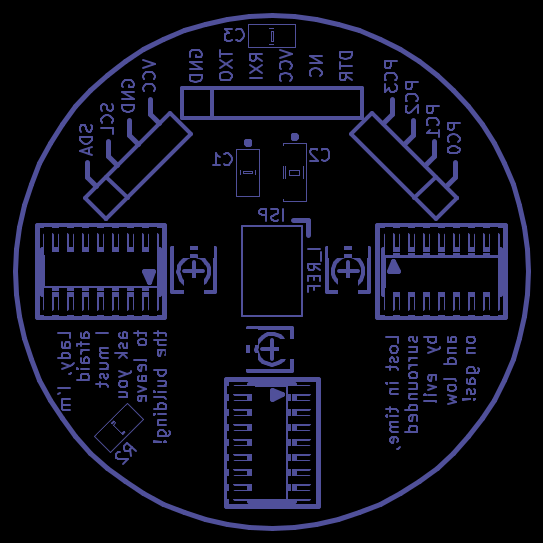 C3
GND
TXO
RXI
VCC
NC
DTR
VCC
GND
SCL
SDA
PC3
PC2
PC1
PC0
C1
C2
ISP
I_REF
Lady, I'm
afraid
I must
ask you
to leave
the building!
R2
Lost in time,
surrounded
by evil
and low
on gas!